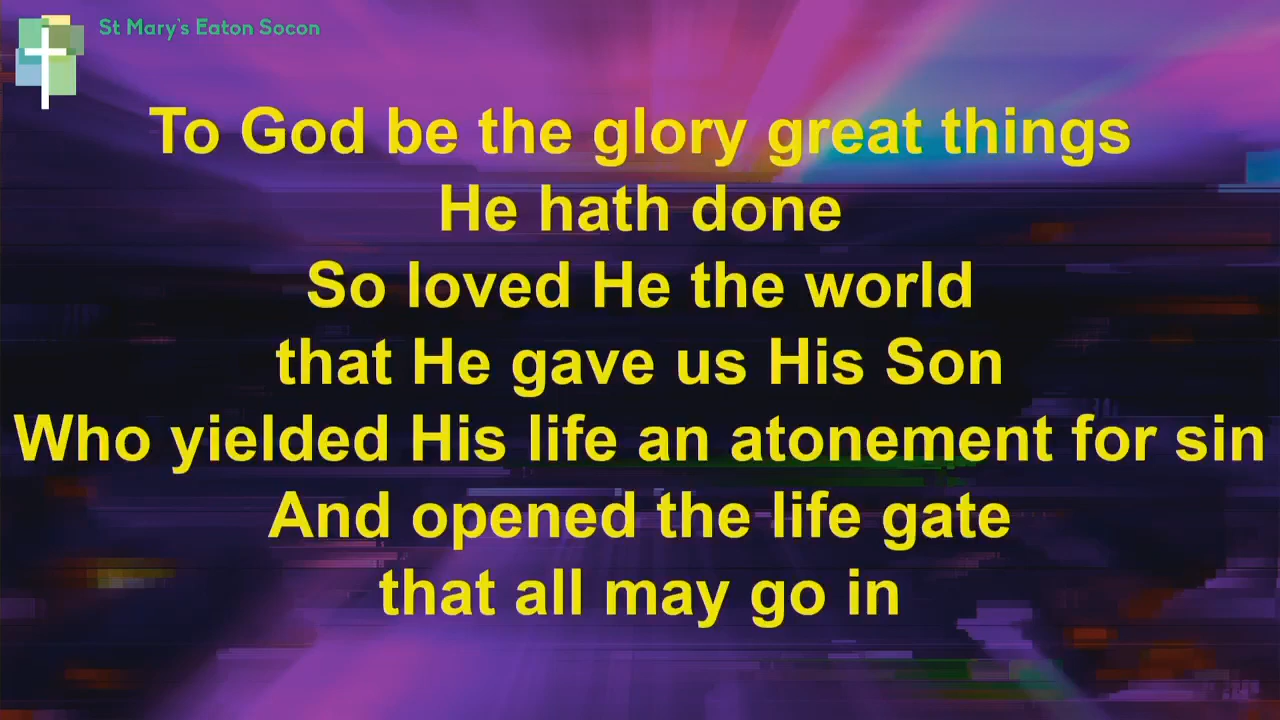 St Mary's Eaton Socon
To God be the glory great things
He hath done
So loved He the world
that He gave us His Son
Who yielded His life an atonement for sin
And opened the life gate
that all may go in